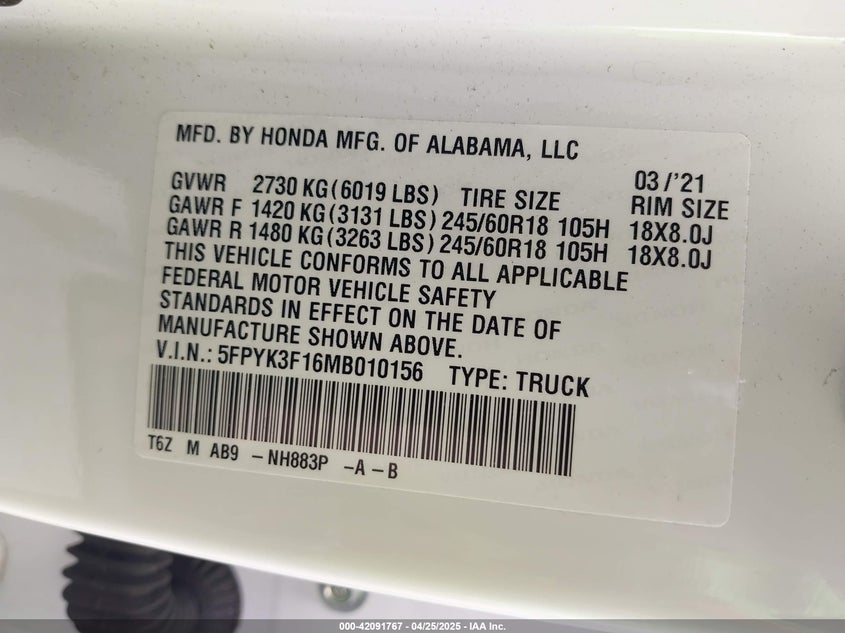 MFD. BY HONDA MFG. OF ALABAMA, LLC
03/'21
GVWR 2730 KG(6019 LBS) TIRE SIZE RIM SIZE
GAWR F 1420 KG(3131 LBS) 245/60R18 105H 18X8.0J
GAWR R 1480 KG(3263 LBS) 245/60R18 105H 18X8.0J
THIS VEHICLE CONFORMS TO ALL APPLICABLE
FEDERAL MOTOR VEHICLE SAFETY
STANDARDS IN EFFECT ON THE DATE OF
MANUFACTURE SHOWN ABOVE.
V.I.N.: 5FPYK3F16MB010156 TYPE: TRUCK
T6Z M AB9 -NH883P -A-B
000-42091767 - 04/25/2025 - IAA Inc.